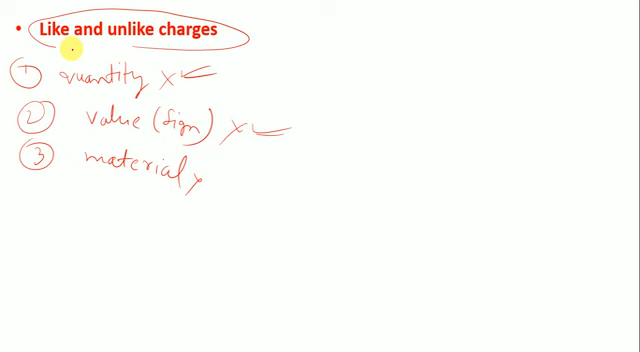 • Like and unlike charges
① quantity x ✓
② value (sign) x ✓
③ material x